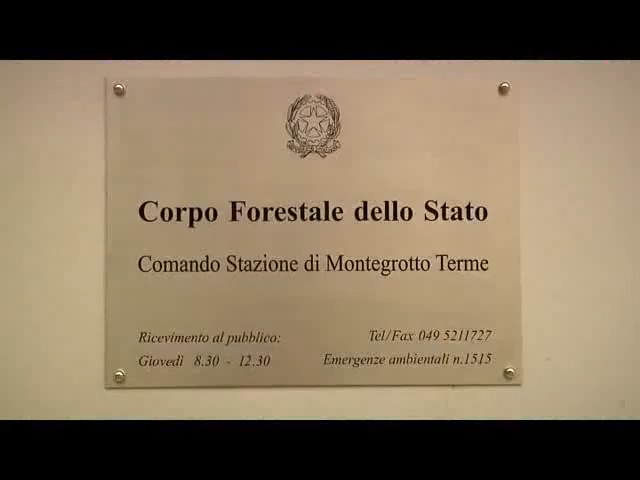 Corpo Forestale dello Stato
Comando Stazione di Montegrotto Terme
Ricevimento al pubblico: Tel/Fax 049 5211727
Giovedì 8.30 - 12.30 Emergenze ambientali n.1515